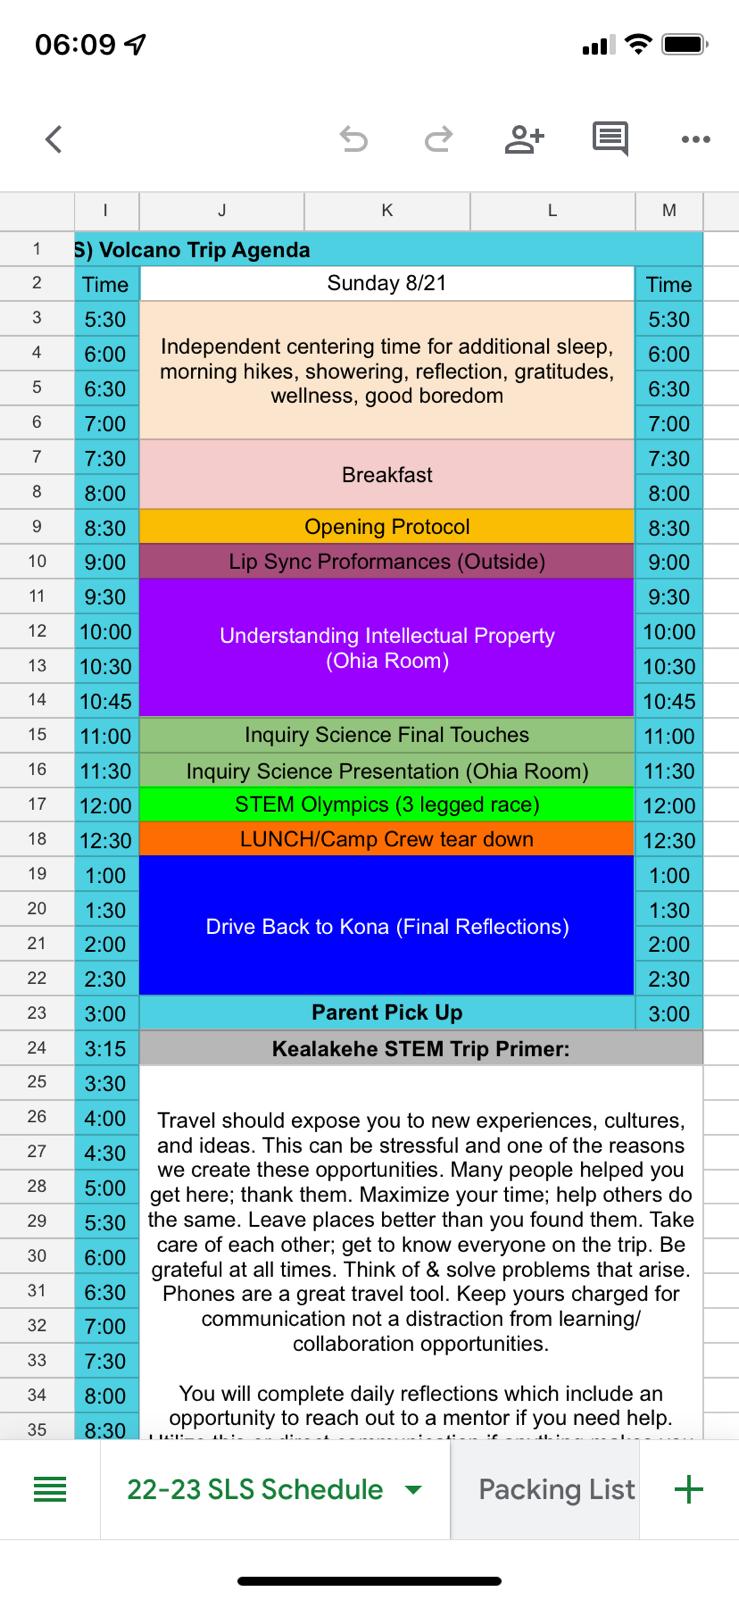 06:09
I J K L M
1 S) Volcano Trip Agenda
2 Time Sunday 8/21 Time
3 5:30 5:30
Independent centering time for additional sleep,
4 6:00 6:00
morning hikes, showering, reflection, gratitudes,
5 6:30 6:30
wellness, good boredom
6 7:00 7:00
7 7:30 7:30
Breakfast
8 8:00 8:00
9 8:30 Opening Protocol 8:30
10 9:00 Lip Sync Proformances (Outside) 9:00
11 9:30 9:30
12 10:00 Understanding Intellectual Property 10:00
13 10:30 (Ohia Room) 10:30
14 10:45 10:45
15 11:00 Inquiry Science Final Touches 11:00
16 11:30 Inquiry Science Presentation (Ohia Room) 11:30
17 12:00 STEM Olympics (3 legged race) 12:00
18 12:30 LUNCH/Camp Crew tear down 12:30
19 1:00 1:00
20 1:30 1:30
Drive Back to Kona (Final Reflections)
21 2:00 2:00
22 2:30 2:30
23 3:00 Parent Pick Up 3:00
24 3:15 Kealakehe STEM Trip Primer:
25 3:30
26 4:00
27 4:30
28 5:00
29 5:30
30 6:00
31 6:30
32 7:00
33 7:30
34 8:00
35 8:30
Travel should expose you to new experiences, cultures,
and ideas. This can be stressful and one of the reasons
we create these opportunities. Many people helped you
get here; thank them. Maximize your time; help others do
the same. Leave places better than you found them. Take
care of each other; get to know everyone on the trip. Be
grateful at all times. Think of & solve problems that arise.
Phones are a great travel tool. Keep yours charged for
communication not a distraction from learning/
collaboration opportunities.
You will complete daily reflections which include an
opportunity to reach out to a mentor if you need help.
Utilize this or direct communication if anything makes you
22-23 SLS Schedule Packing List